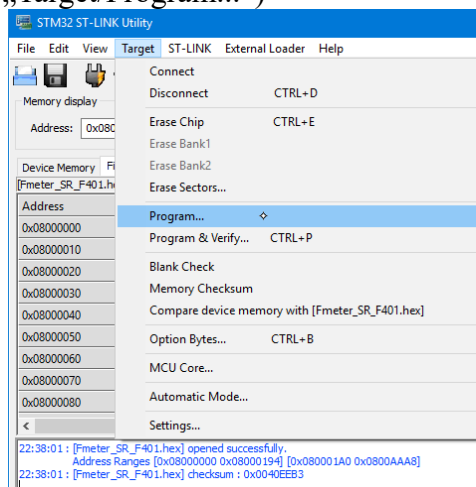 „Target/Program...")
STM32 ST-LINK Utility
File Edit View Target ST-LINK External Loader Help
Memory display
Address: 0x080
Device Memory
[Fmeter_SR_F401.h
Address
0x08000000
0x08000010
0x08000020
0x08000030
0x08000040
0x08000050
0x08000060
0x08000070
0x08000080
Connect
Disconnect CTRL+D
Erase Chip CTRL+E
Erase Bank1
Erase Bank2
Erase Sectors...
Program...
Program & Verify... CTRL+P
Blank Check
Memory Checksum
Compare device memory with [Fmeter_SR_F401.hex]
Option Bytes... CTRL+B
MCU Core...
Automatic Mode...
Settings...
22:38:01 : [Fmeter_SR_F401.hex] opened successfully.
Address Ranges [0x08000000 0x08000194] [0x080001A0 0x0800AAA8]
22:38:01 : [Fmeter_SR_F401.hex] checksum : 0x0040EEB3